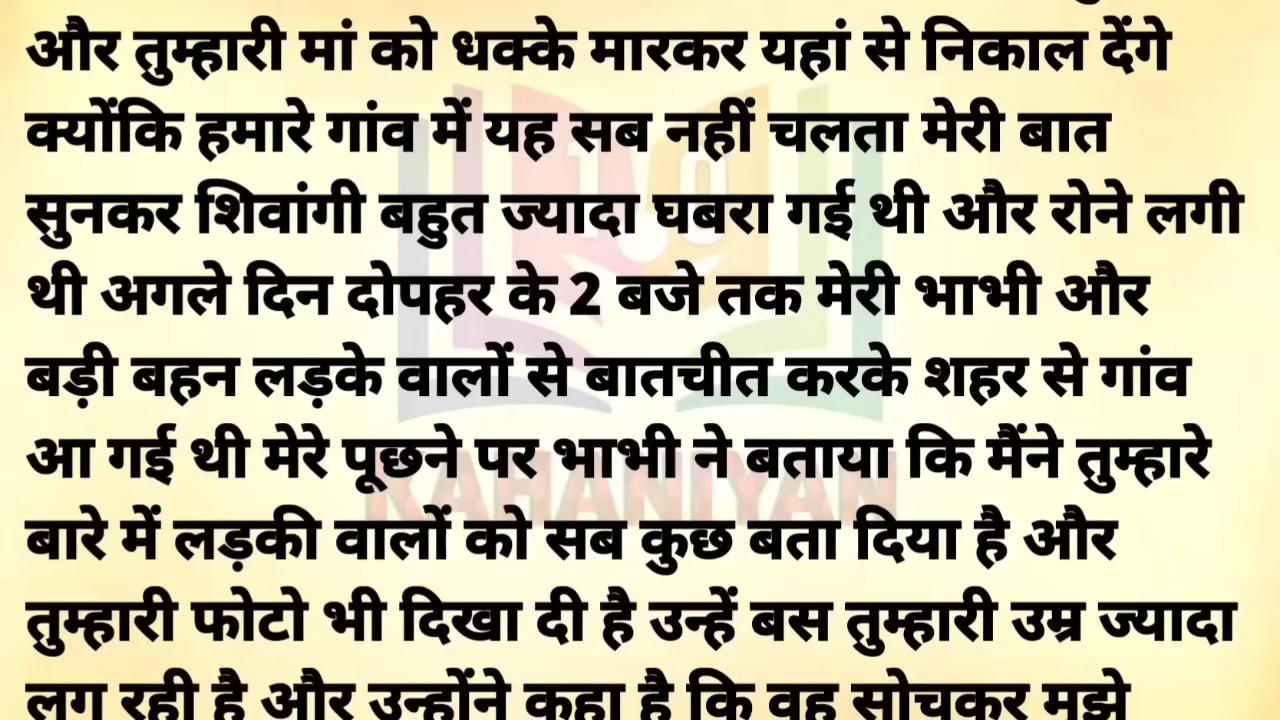 और तुम्हारी मां को धक्के मारकर यहां से निकाल देंगे
क्योंकि हमारे गांव में यह सब नहीं चलता मेरी बात
सुनकर शिवांगी बहुत ज्यादा घबरा गई थी और रोने लगी
थी अगले दिन दोपहर के 2 बजे तक मेरी भाभी और
बड़ी बहन लड़के वालों से बातचीत करके शहर से गांव
आ गई थी मेरे पूछने पर भाभी ने बताया कि मैंने तुम्हारे
बारे में लड़की वालों को सब कुछ बता दिया है और
तुम्हारी फोटो भी दिखा दी है उन्हें बस तुम्हारी उम्र ज्यादा
लग रही है और उन्होंने कहा है कि वह सोचकर मुझे
KAHANIYAN